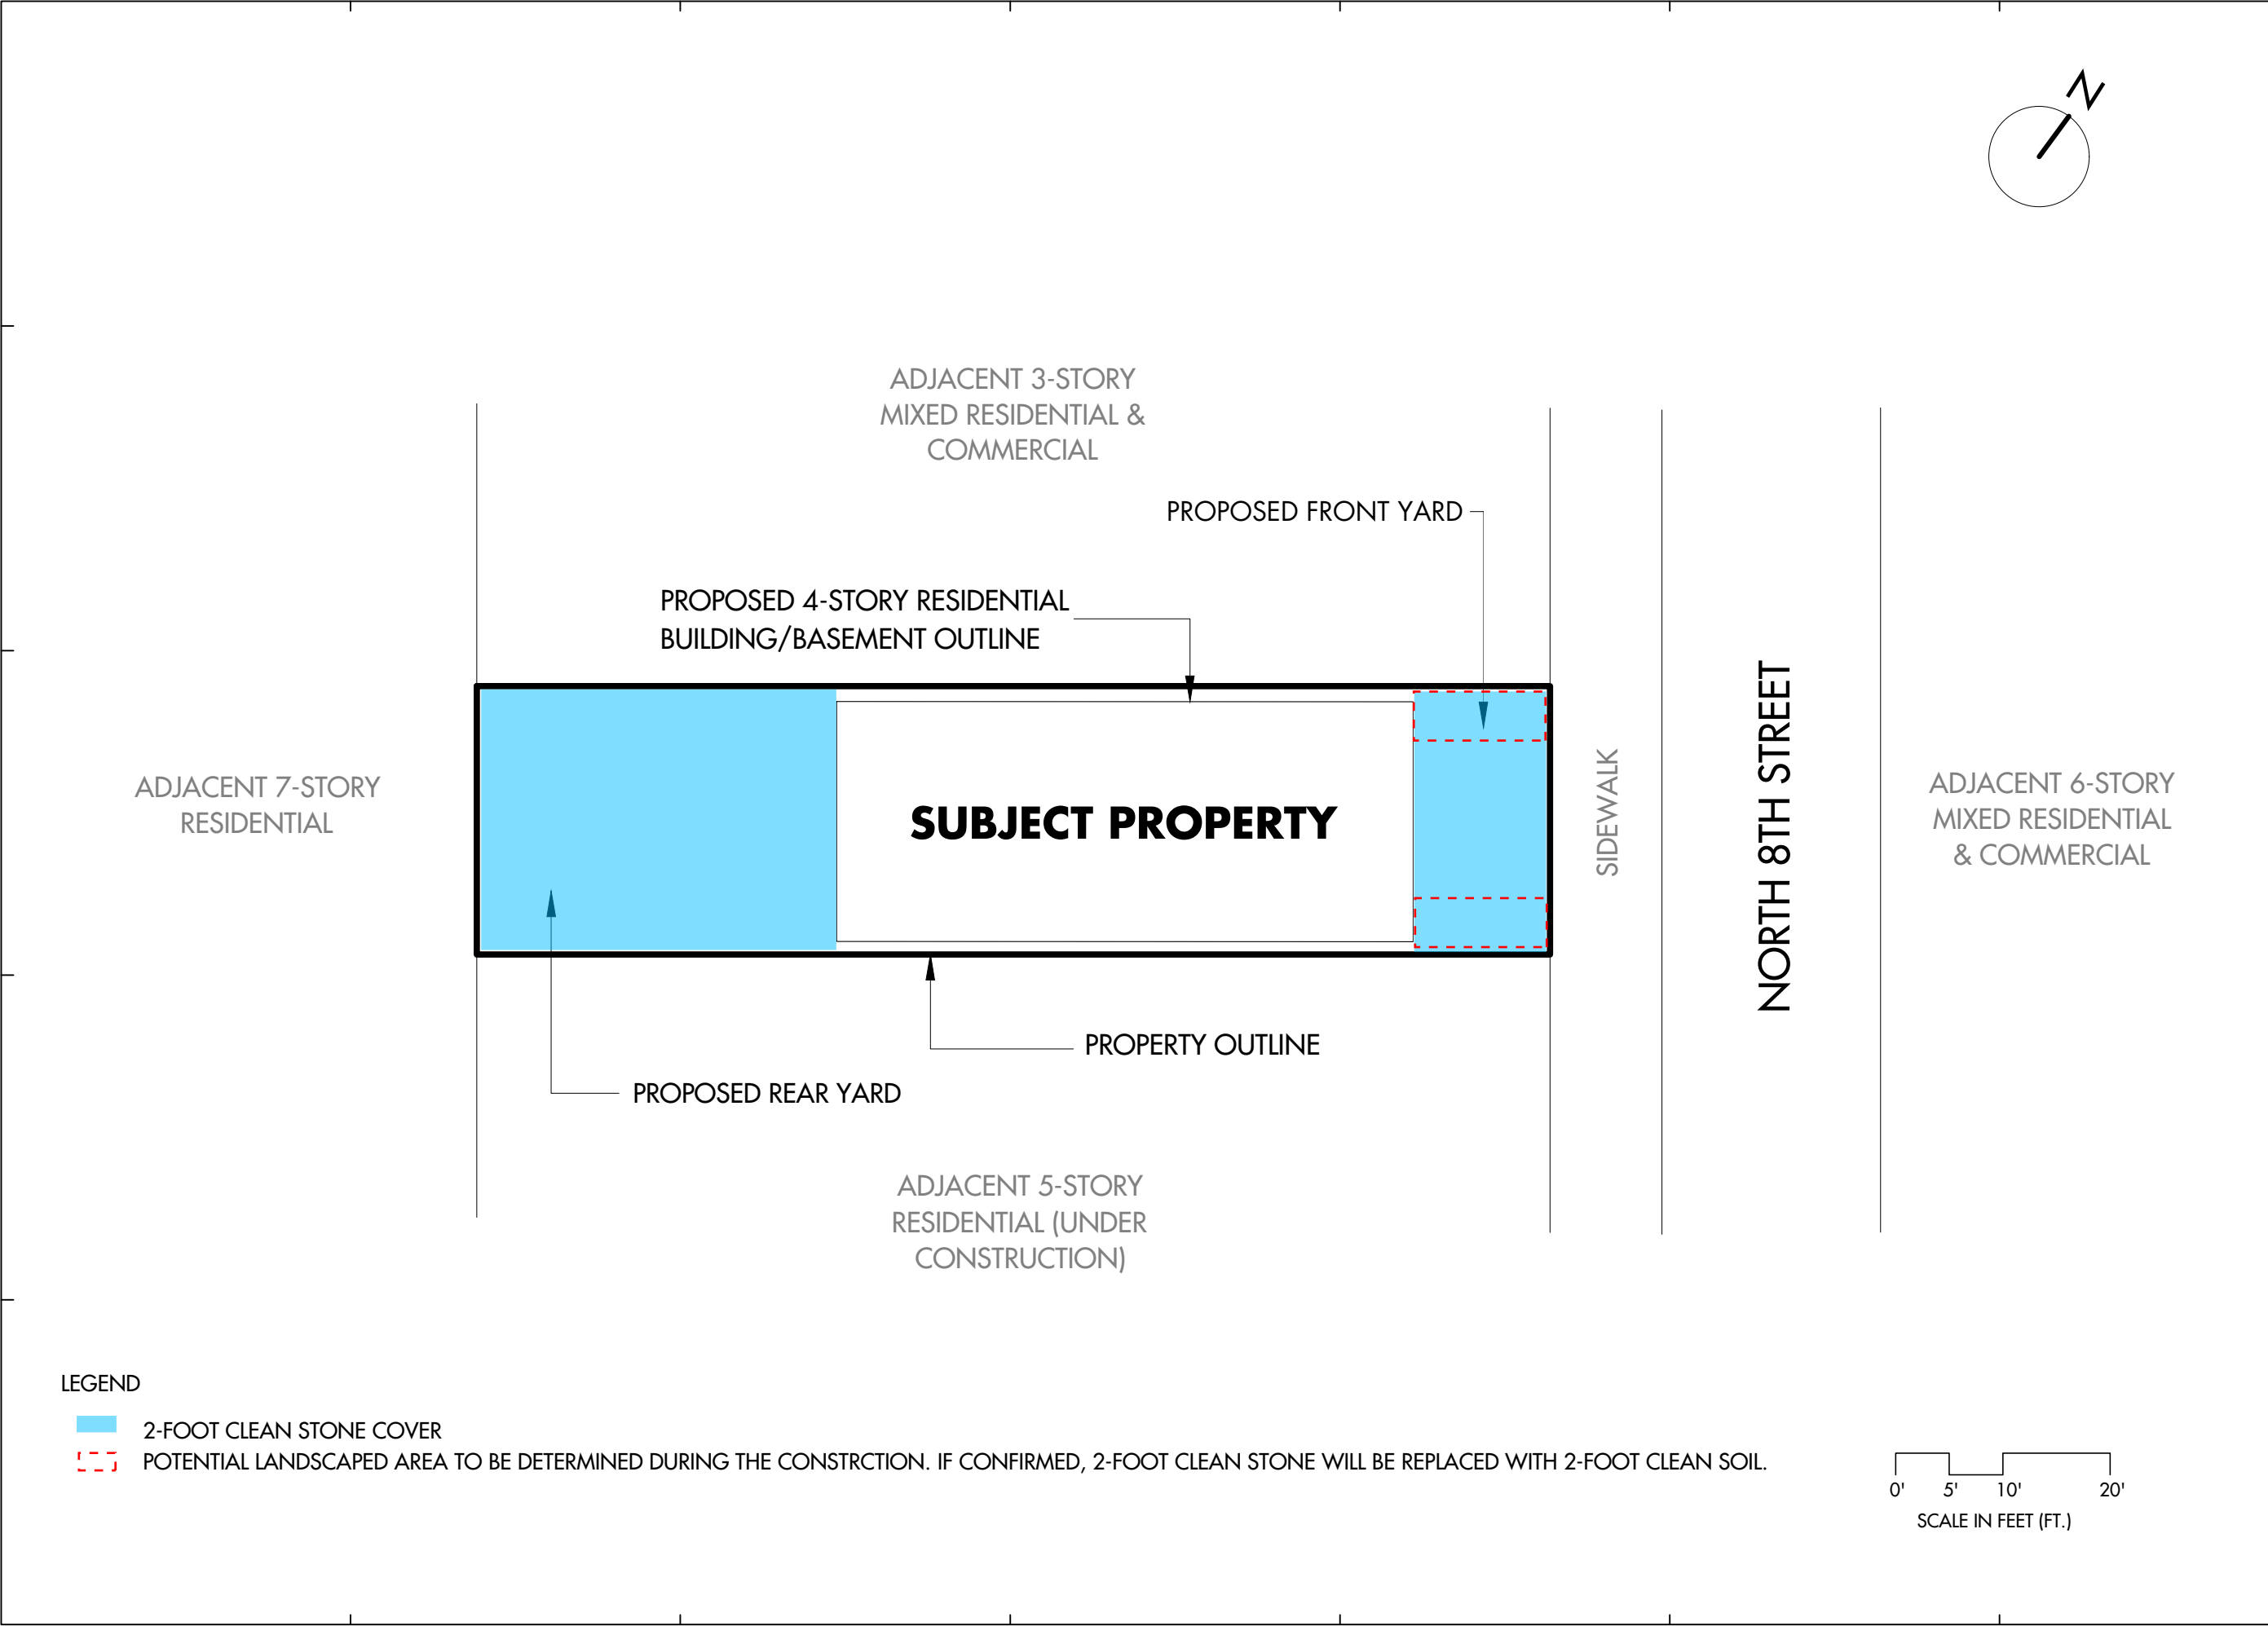 N
ADJACENT 3-STORY
MIXED RESIDENTIAL &
COMMERCIAL
PROPOSED FRONT YARD
PROPOSED 4-STORY RESIDENTIAL
BUILDING/BASEMENT OUTLINE
ADJACENT 7-STORY
RESIDENTIAL
SUBJECT PROPERTY
SIDEWALK
NORTH 8TH STREET
ADJACENT 6-STORY
MIXED RESIDENTIAL
& COMMERCIAL
PROPERTY OUTLINE
PROPOSED REAR YARD
ADJACENT 5-STORY
RESIDENTIAL (UNDER
CONSTRUCTION)
LEGEND
2-FOOT CLEAN STONE COVER
POTENTIAL LANDSCAPED AREA TO BE DETERMINED DURING THE CONSTRCTION. IF CONFIRMED, 2-FOOT CLEAN STONE WILL BE REPLACED WITH 2-FOOT CLEAN SOIL.
0' 5' 10' 20'
SCALE IN FEET (FT.)